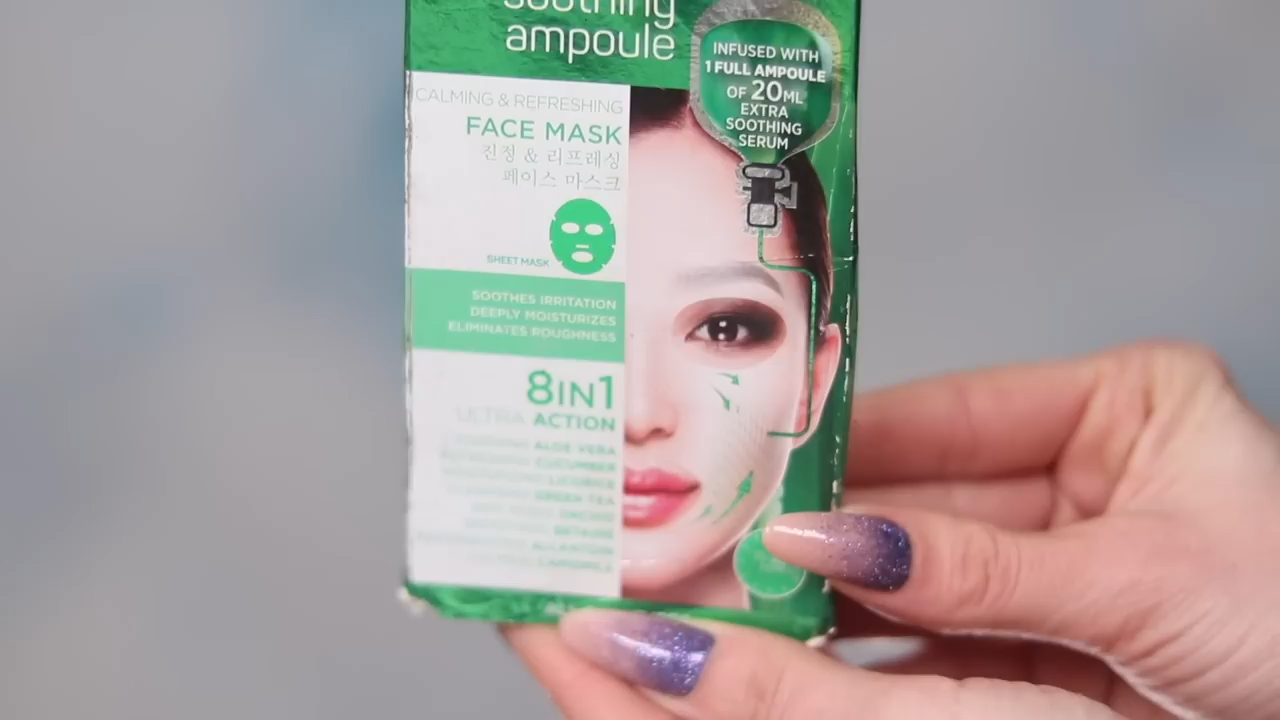 soothing
ampoule
INFUSED WITH
1 FULL AMPOULE
OF 20ML
EXTRA
SOOTHING
SERUM
CALMING & REFRESHING
FACE MASK
진정 & 리프레싱
페이스 마스크
SHEET MASK
SOOTHES IRRITATION
DEEPLY MOISTURIZES
ELIMINATES ROUGHNESS
8IN1
ULTRA ACTION
ALOE VERA
CUCUMBER
LICORICE
GREEN TEA
BETAINE
ALLANTOIN
CAMOMILE